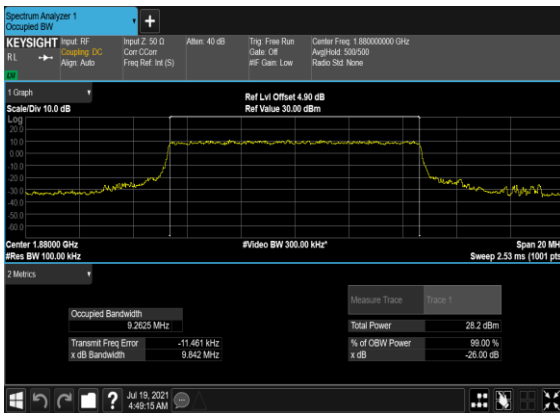 Spectrum Analyzer 1
Occupied BW
+
KEYSIGHT
RL
LV
Input: RF
Coupling: DC
Align: Auto
Input Z: 50 Ω
Corr CCorr
Freq Ref: Int (S)
Atten: 40 dB
Trig: Free Run
Gate: Off
#IF Gain: Low
Center Freq: 1.880000000 GHz
Avg|Hold: 500/500
Radio Std: None
1 Graph
Scale/Div 10.0 dB
Ref Lvl Offset 4.90 dB
Ref Value 30.00 dBm
Log
20.0
10.0
0.00
-10.0
-20.0
-30.0
-40.0
-50.0
-60.0
Center 1.88000 GHz
#Res BW 100.00 kHz
#Video BW 300.00 kHz*
Span 20 MH
Sweep 2.53 ms (1001 pts
2 Metrics
Measure Trace Trace 1
Occupied Bandwidth
9.2625 MHz
Total Power 28.2 dBm
Transmit Freq Error -11.461 kHz
% of OBW Power 99.00 %
x dB Bandwidth 9.842 MHz
x dB -26.00 dB
?
Jul 19, 2021
4:49:15 AM